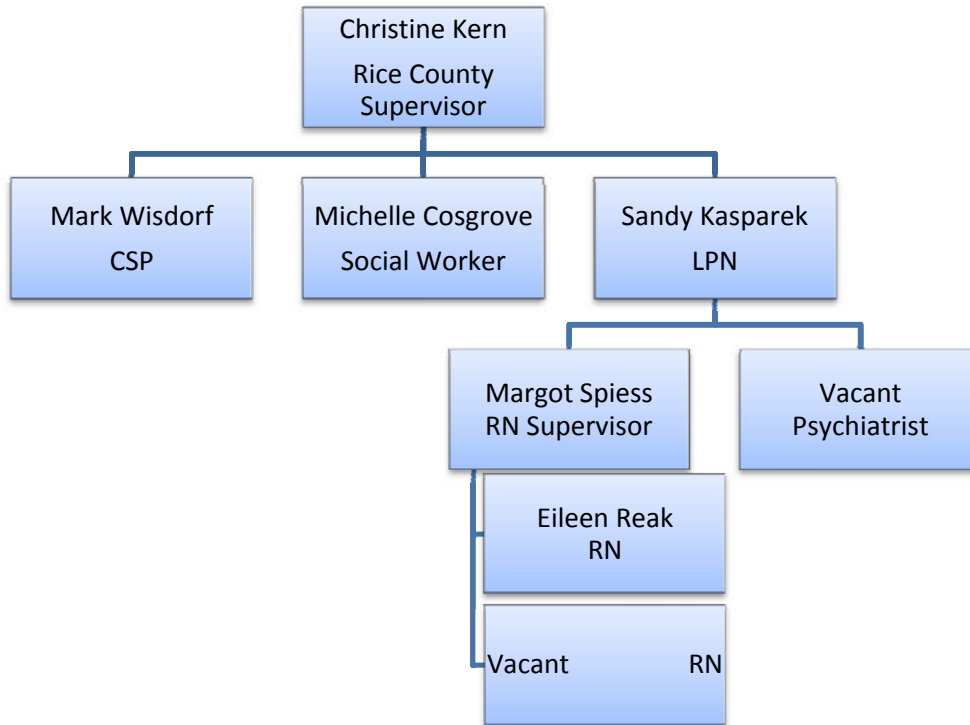 Christine Kern
Rice County
Supervisor
Mark Wisdorf
CSP
Michelle Cosgrove
Social Worker
Sandy Kasparek
LPN
Margot Spiess
RN Supervisor
Vacant
Psychiatrist
Eileen Reak
RN
Vacant RN